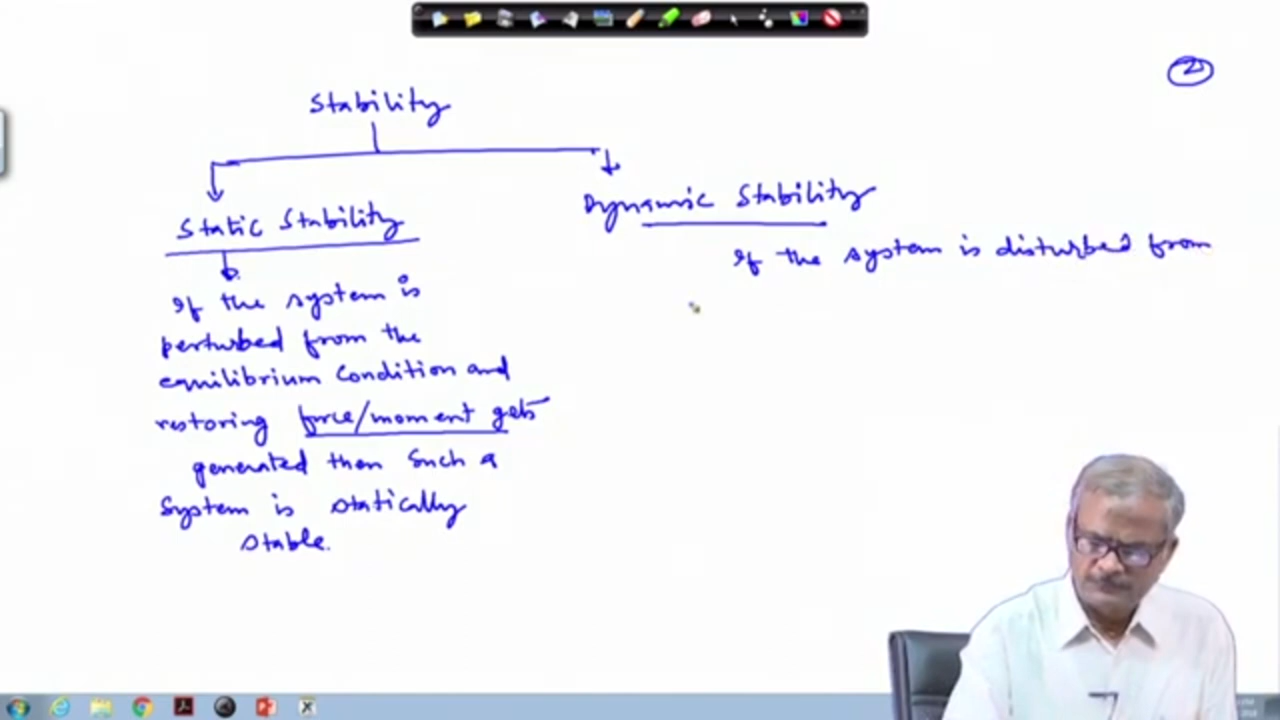 2
Stability
Static Stability
If the system is
perturbed from the
equilibrium condition and
restoring force/moment gets
generated then such a
system is statically
stable.
Dynamic Stability
If the system is disturbed from